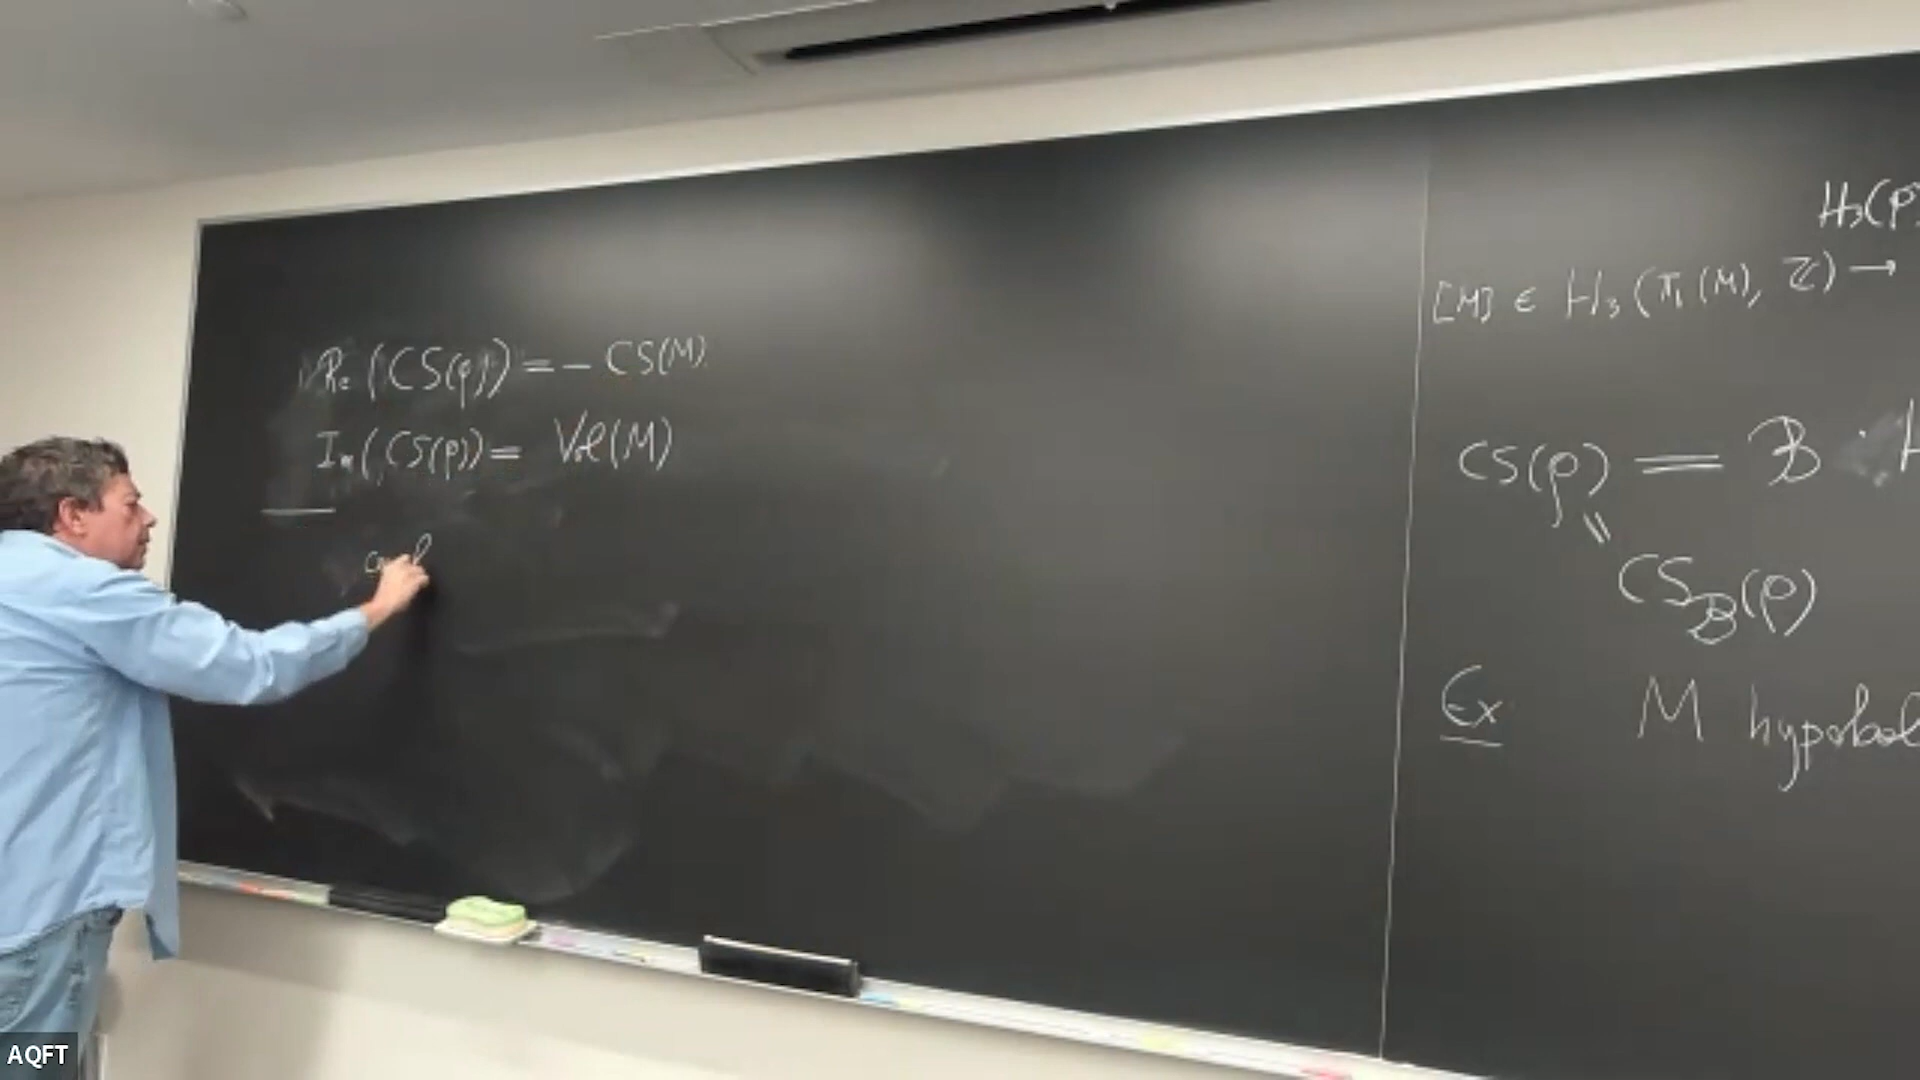 Re (CS(ρ)) = - CS(M)
Im (CS(ρ)) = Vol(M)
H₃(ρ)
[M] ∈ H₃ (π₁ (M), ℤ) →
CS(ρ) = B · H
||
CS_B(ρ)
Ex M hyperbol
AQFT